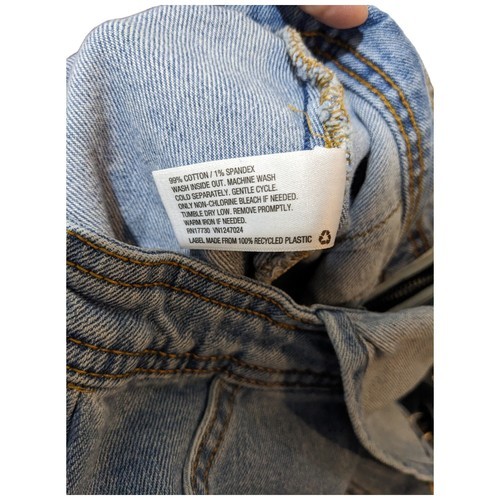 99% COTTON / 1% SPANDEX
WASH INSIDE OUT. MACHINE WASH
COLD SEPARATELY. GENTLE CYCLE.
ONLY NON-CHLORINE BLEACH IF NEEDED.
TUMBLE DRY LOW. REMOVE PROMPTLY.
WARM IRON IF NEEDED.
RN17730 VN1247024
LABEL MADE FROM 100% RECYCLED PLASTIC